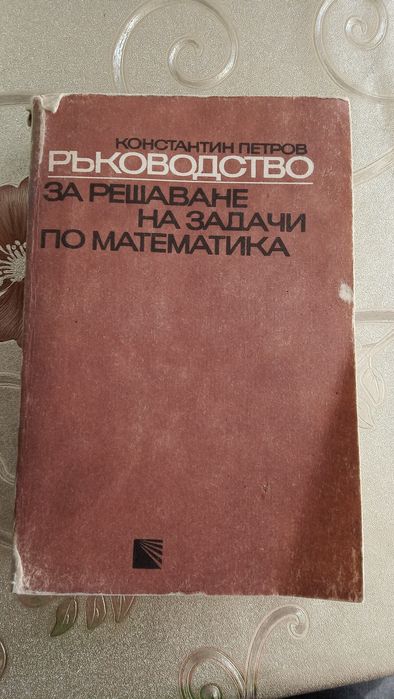 КОНСТАНТИН ПЕТРОВ
РЪКОВОДСТВО
ЗА РЕШАВАНЕ
НА ЗАДАЧИ
ПО МАТЕМАТИКА